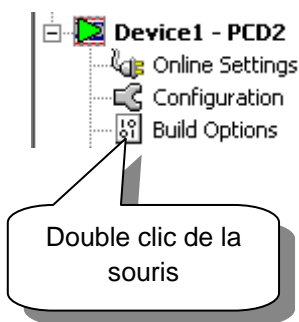 Device1 - PCD2
Online Settings
Configuration
Build Options
Double clic de la
souris